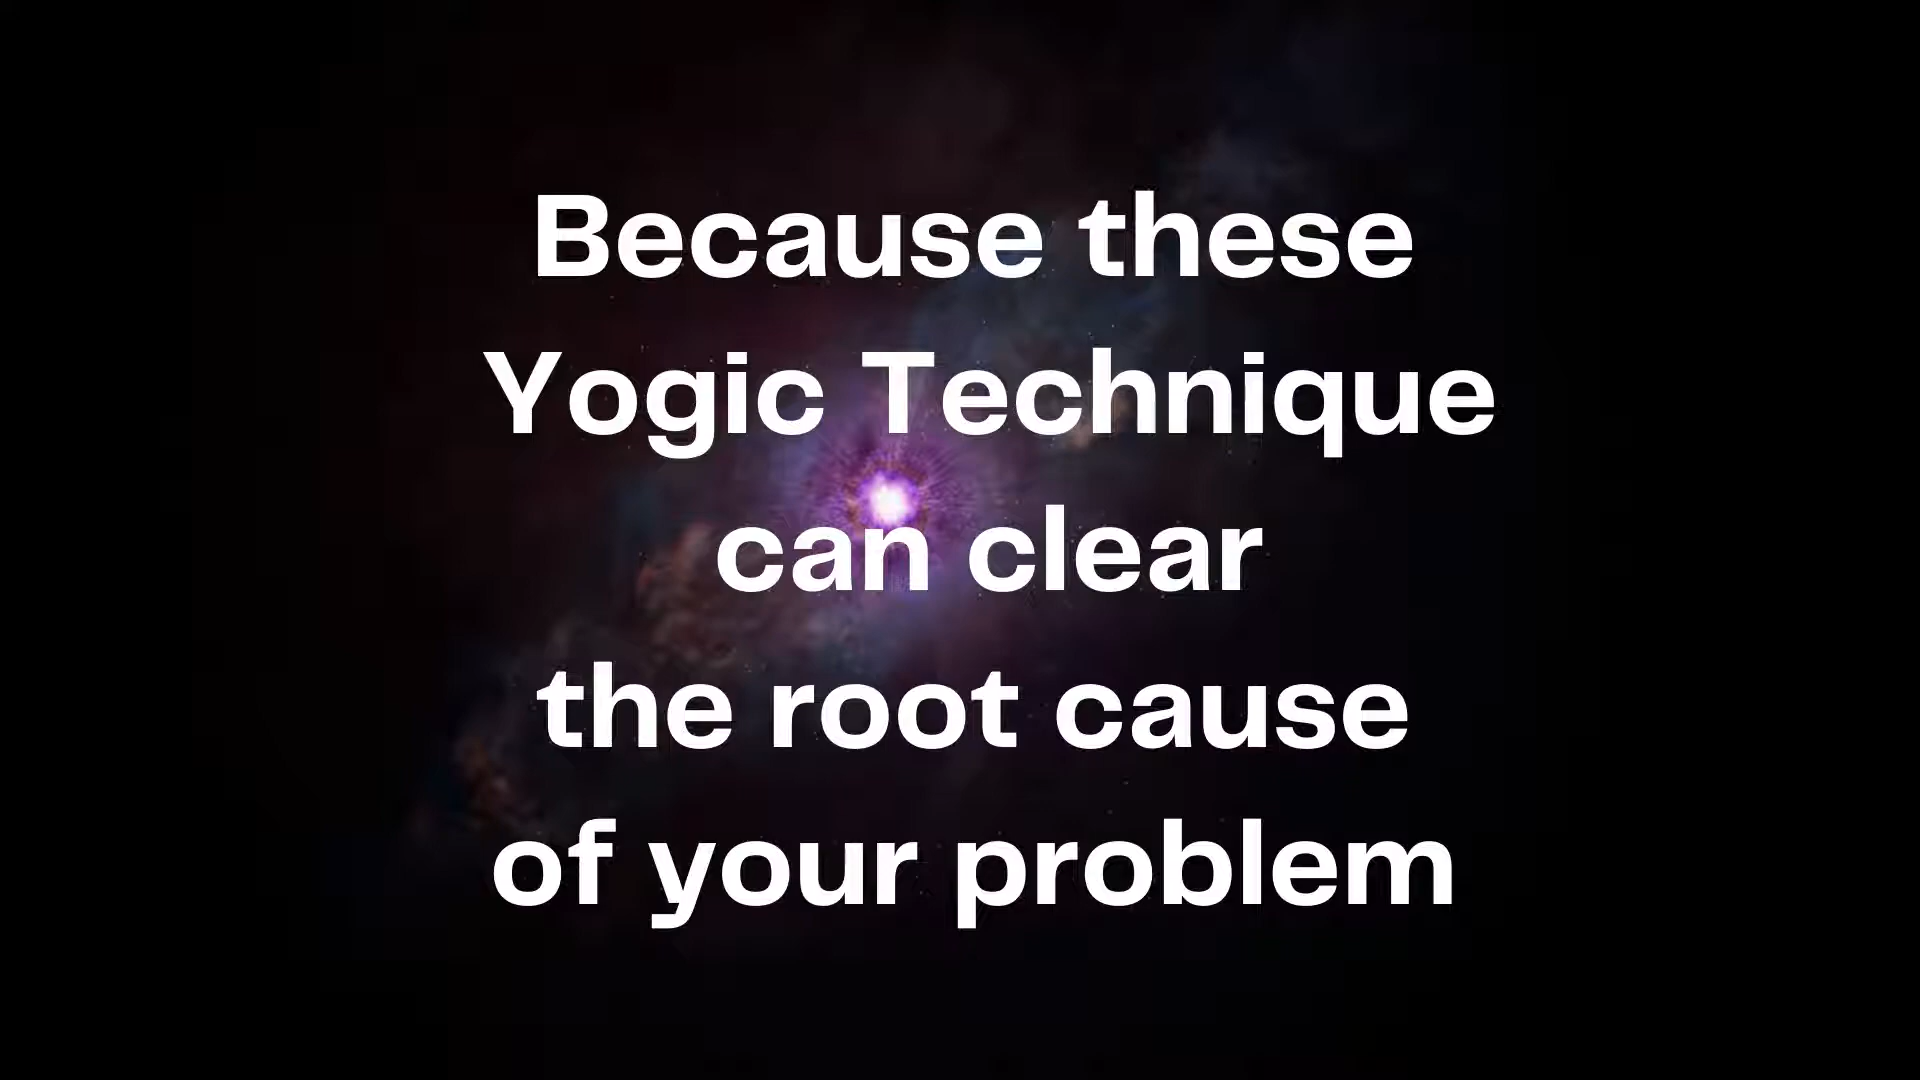 Because these
Yogic Technique
can clear
the root cause
of your problem